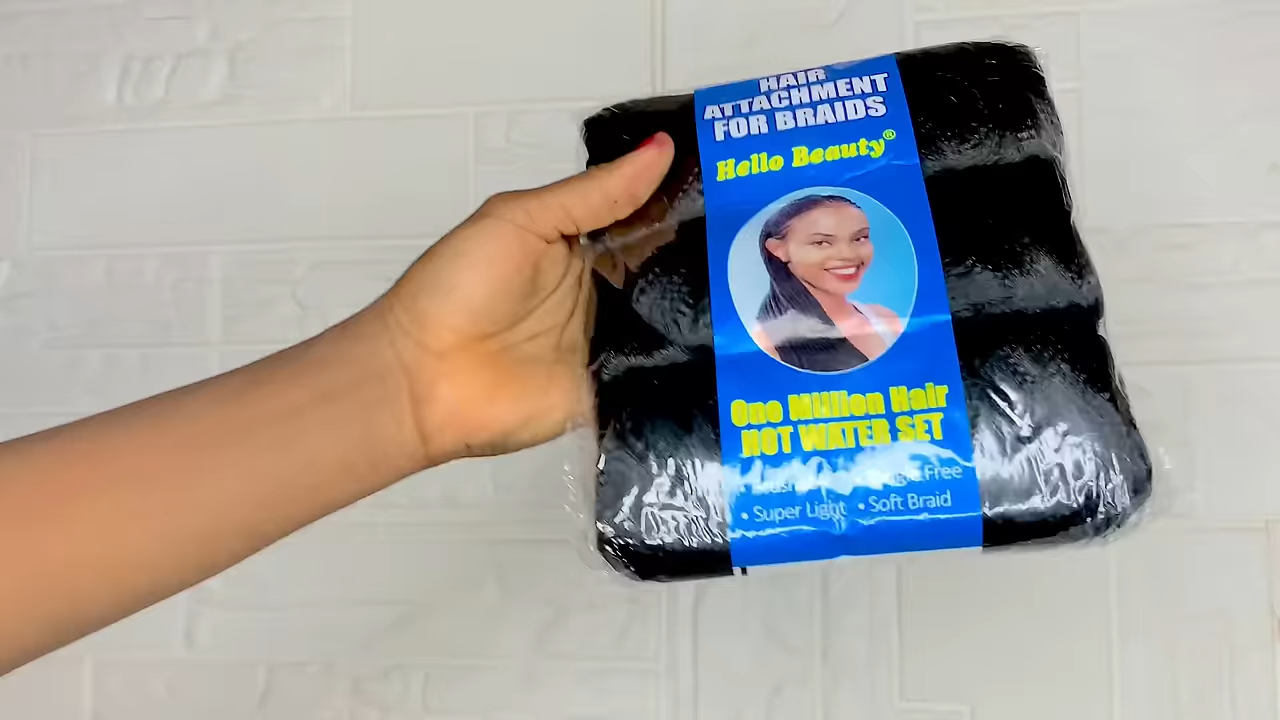 HAIR
ATTACHMENT
FOR BRAIDS
Hello Beauty®
One Million Hair
HOT WATER SET
Free
• Super Light • Soft Braid